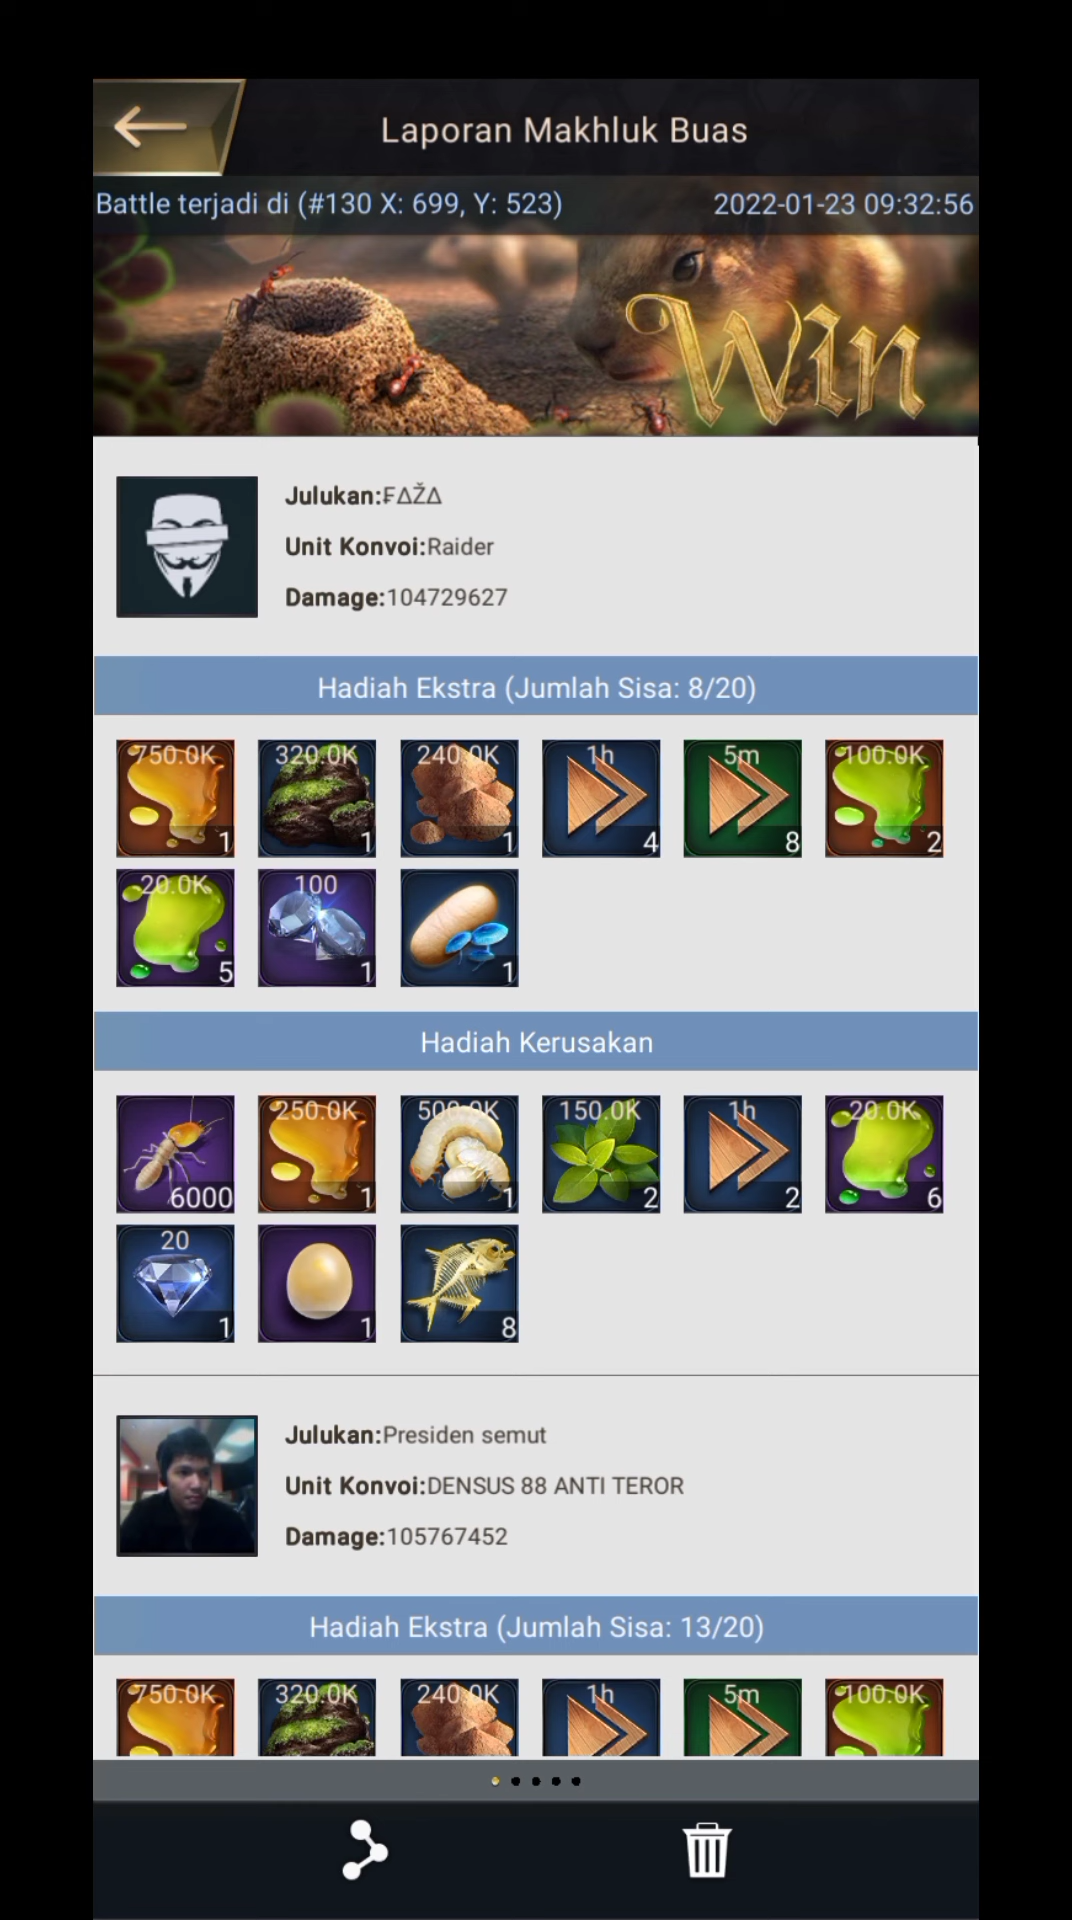 Laporan Makhluk Buas
Battle terjadi di (#130 X: 699, Y: 523) 2022-01-23 09:32:56
Win
Julukan:₣ΔŽΔ
Unit Konvoi:Raider
Damage:104729627
Hadiah Ekstra (Jumlah Sisa: 8/20)
750.0K 320.0K 240.0K 1h 5m 100.0K
1 1 1 4 8 2
20.0K 100
5 1 1
Hadiah Kerusakan
250.0K 500.0K 150.0K 1h 20.0K
6000 1 1 2 2 6
20
1 1 8
Julukan:Presiden semut
Unit Konvoi:DENSUS 88 ANTI TEROR
Damage:105767452
Hadiah Ekstra (Jumlah Sisa: 13/20)
750.0K 320.0K 240.0K 1h 5m 100.0K